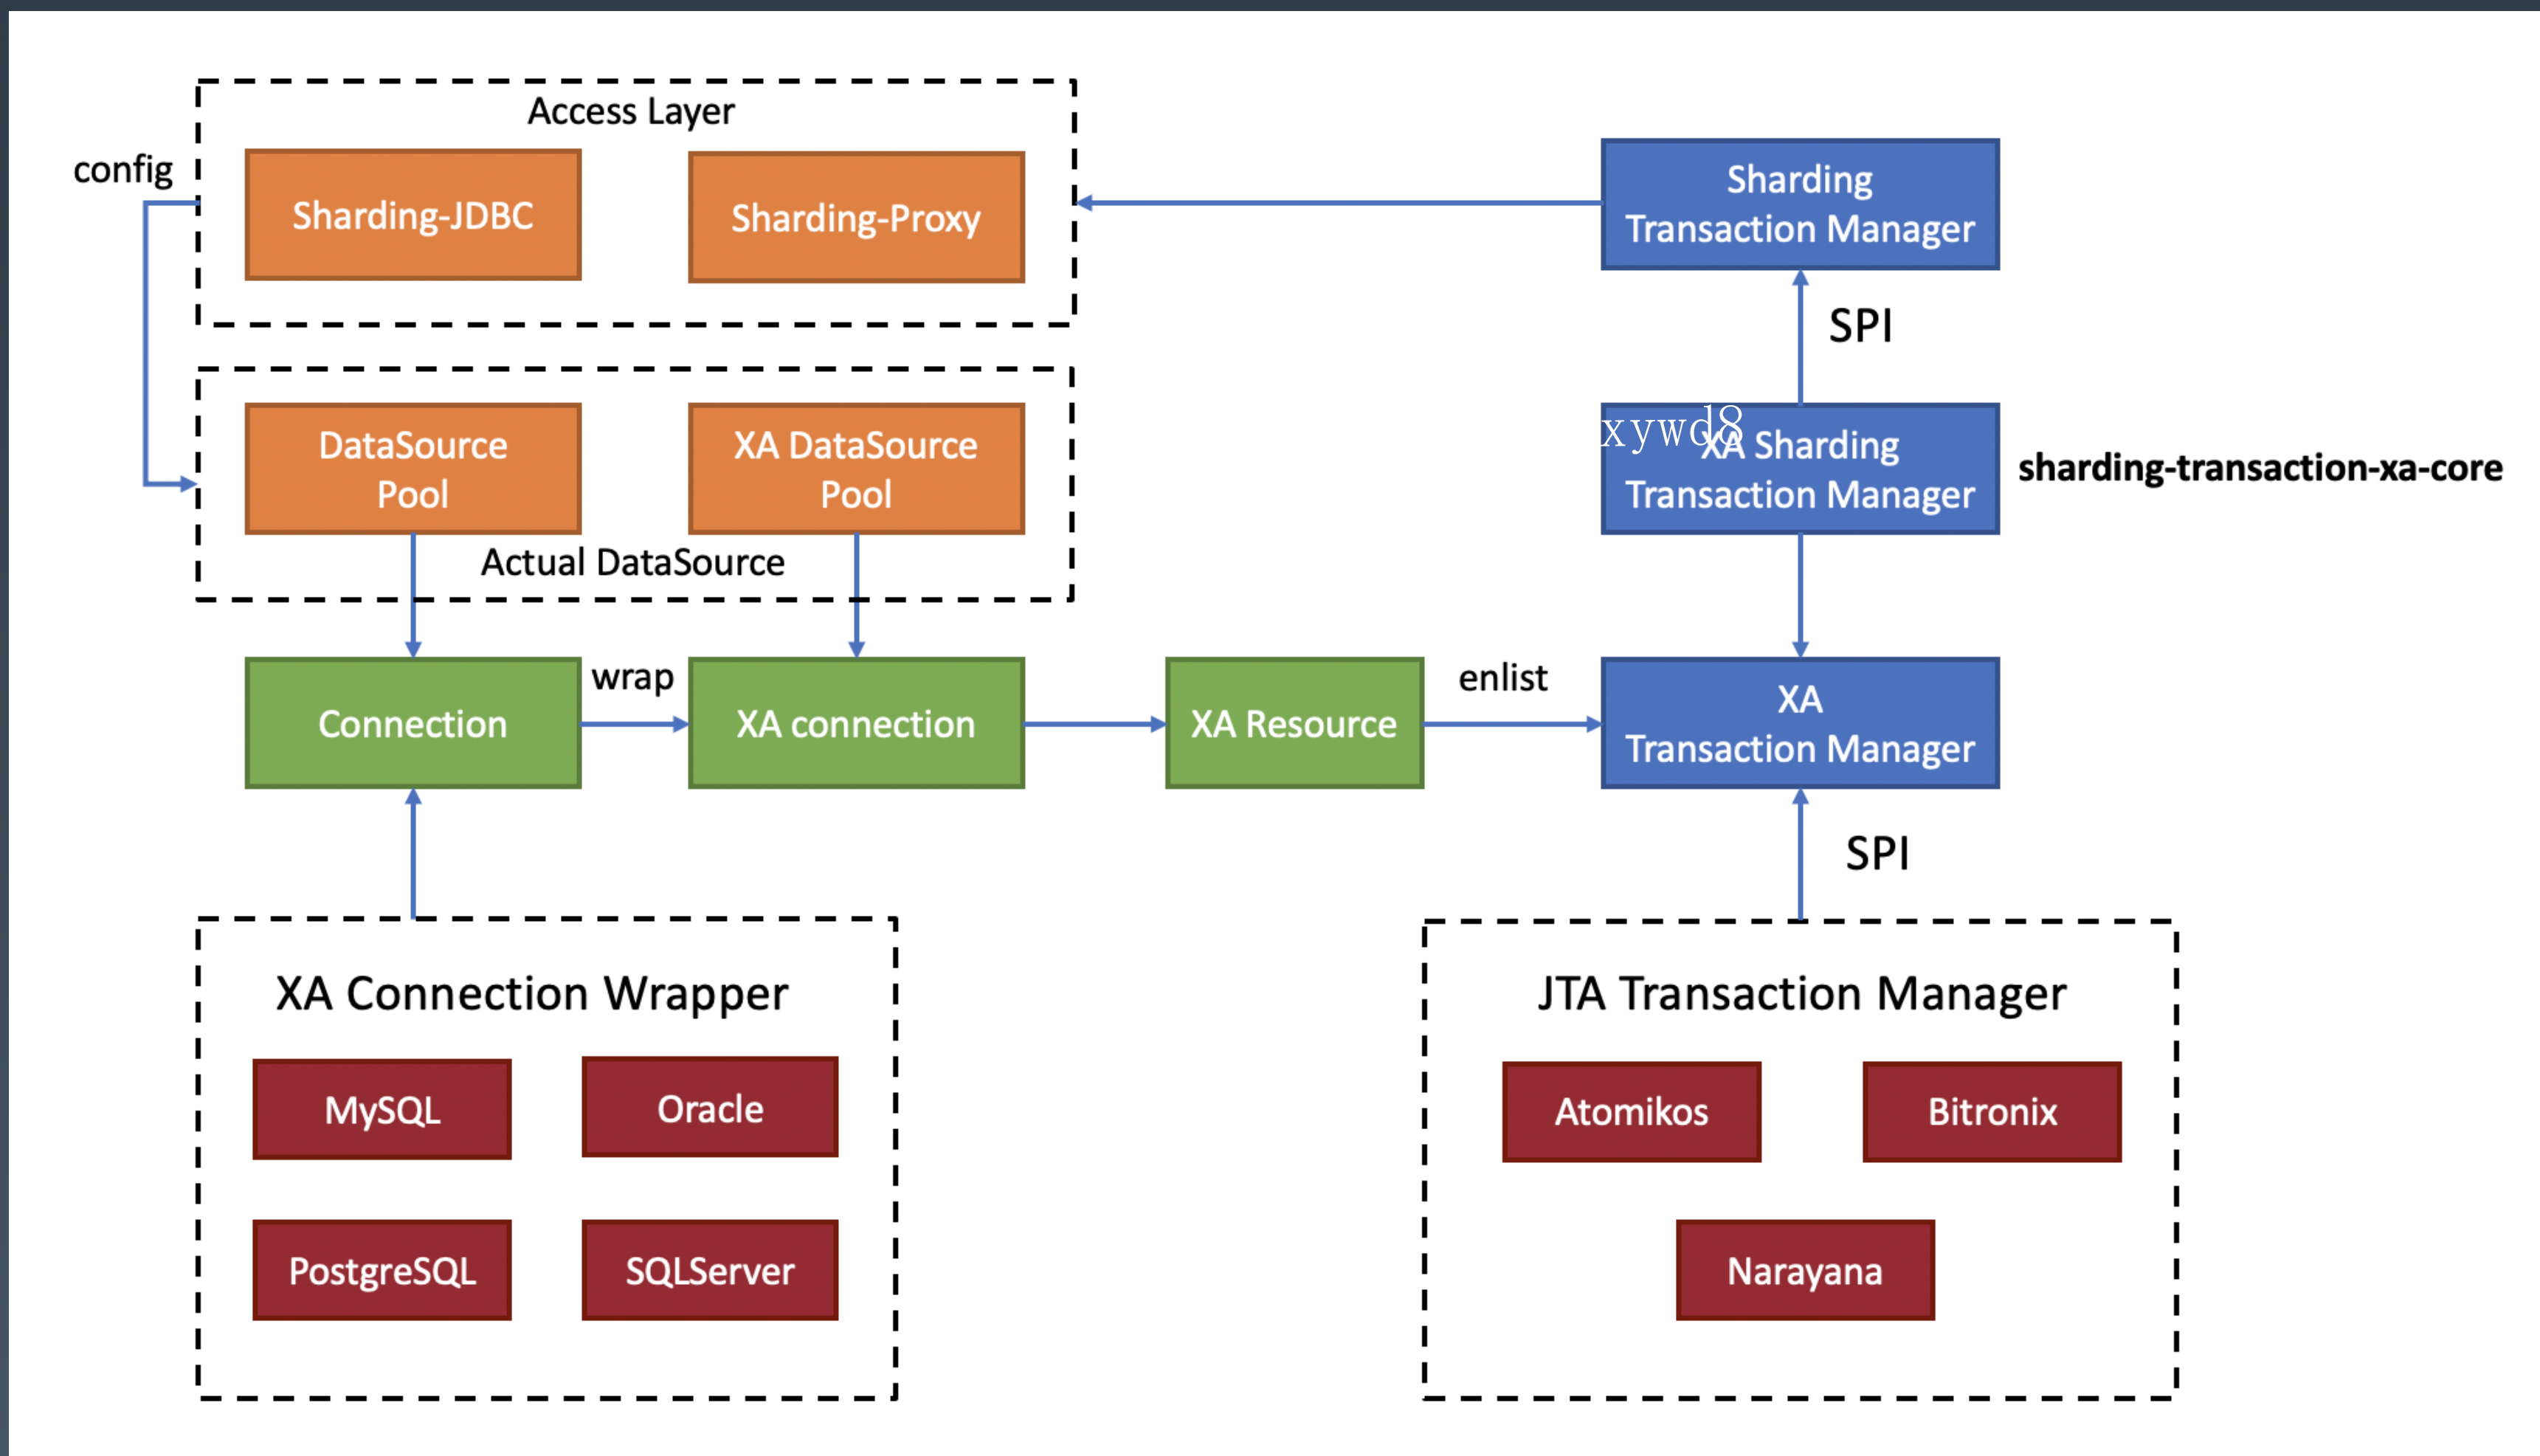 Access Layer
config
Sharding-JDBC
Sharding-Proxy
Sharding
Transaction Manager
SPI
DataSource
Pool
XA DataSource
Pool
Actual DataSource
xywd8
XA Sharding
Transaction Manager
sharding-transaction-xa-core
Connection
wrap
XA connection
XA Resource
enlist
XA
Transaction Manager
SPI
XA Connection Wrapper
MySQL
Oracle
PostgreSQL
SQLServer
JTA Transaction Manager
Atomikos
Bitronix
Narayana